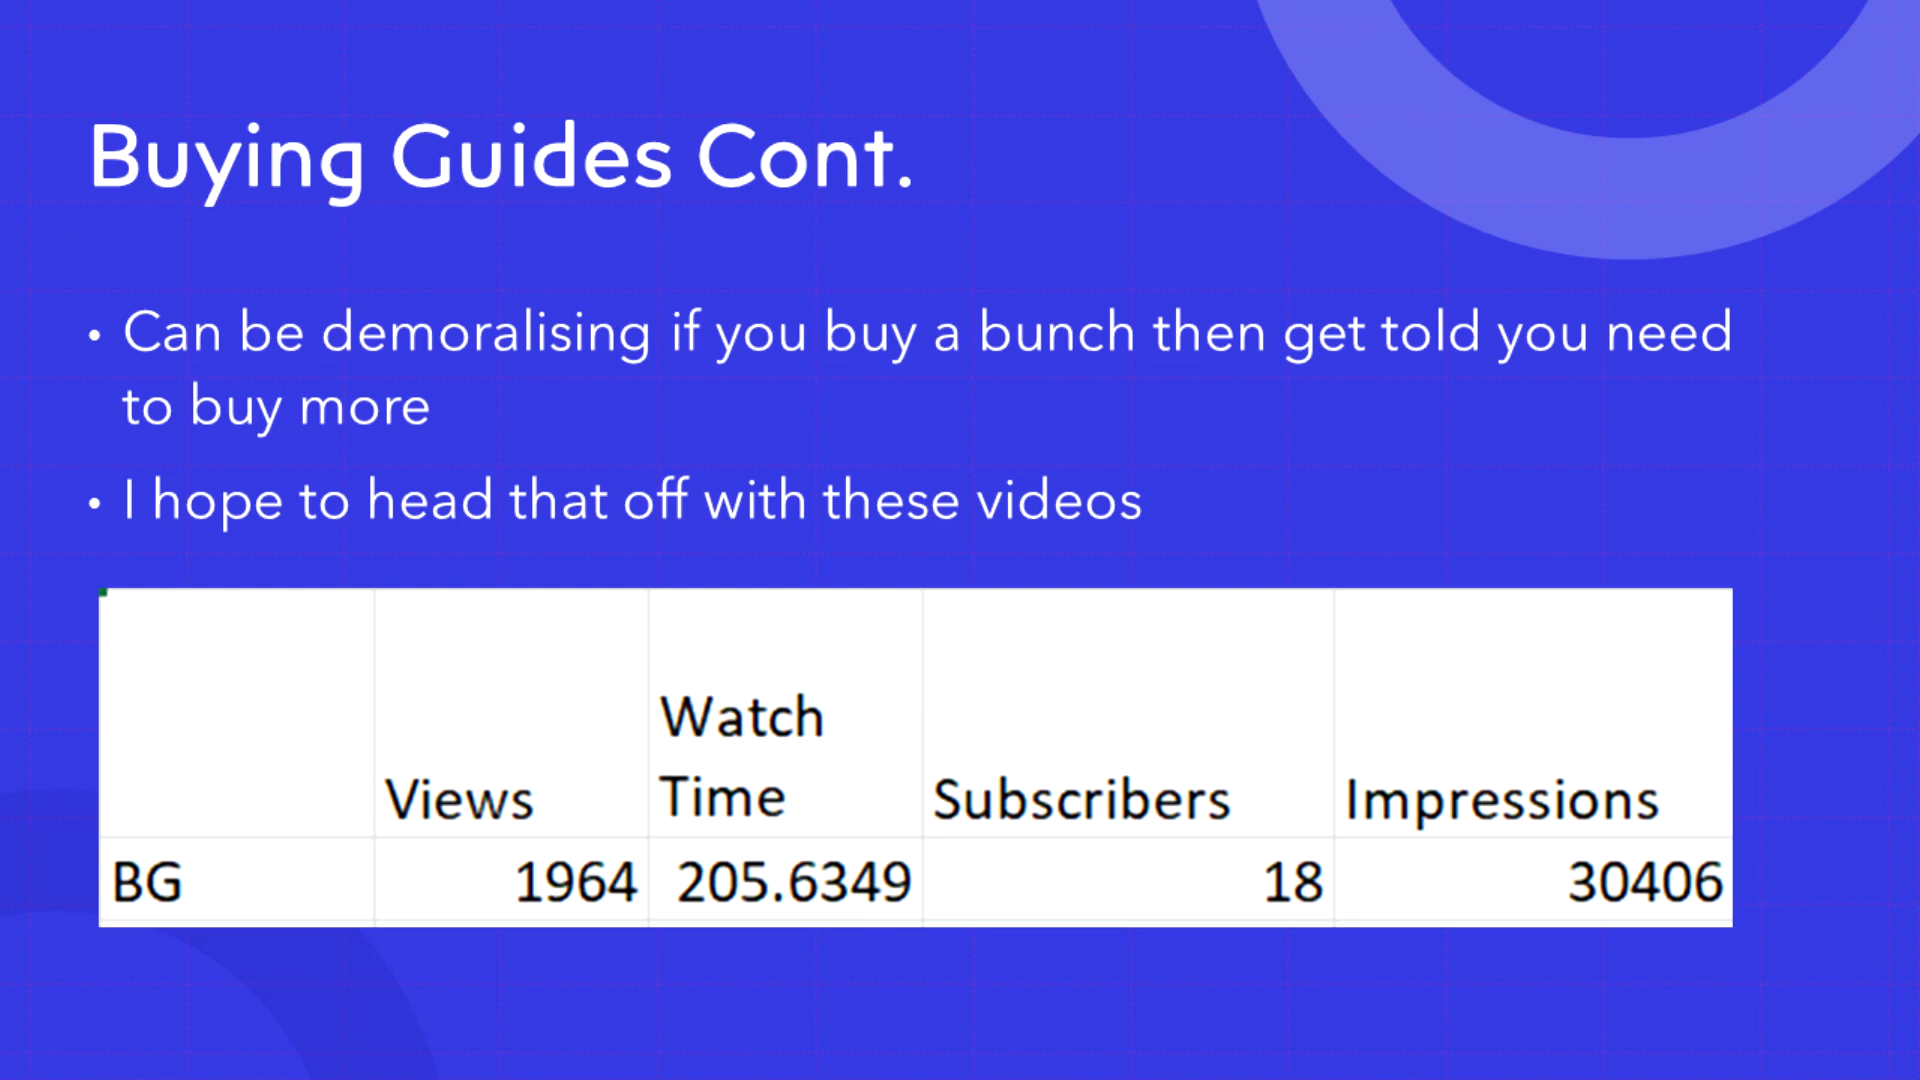 Buying Guides Cont.
• Can be demoralising if you buy a bunch then get told you need
to buy more
• I hope to head that off with these videos
Views Watch Time Subscribers Impressions
BG 1964 205.6349 18 30406